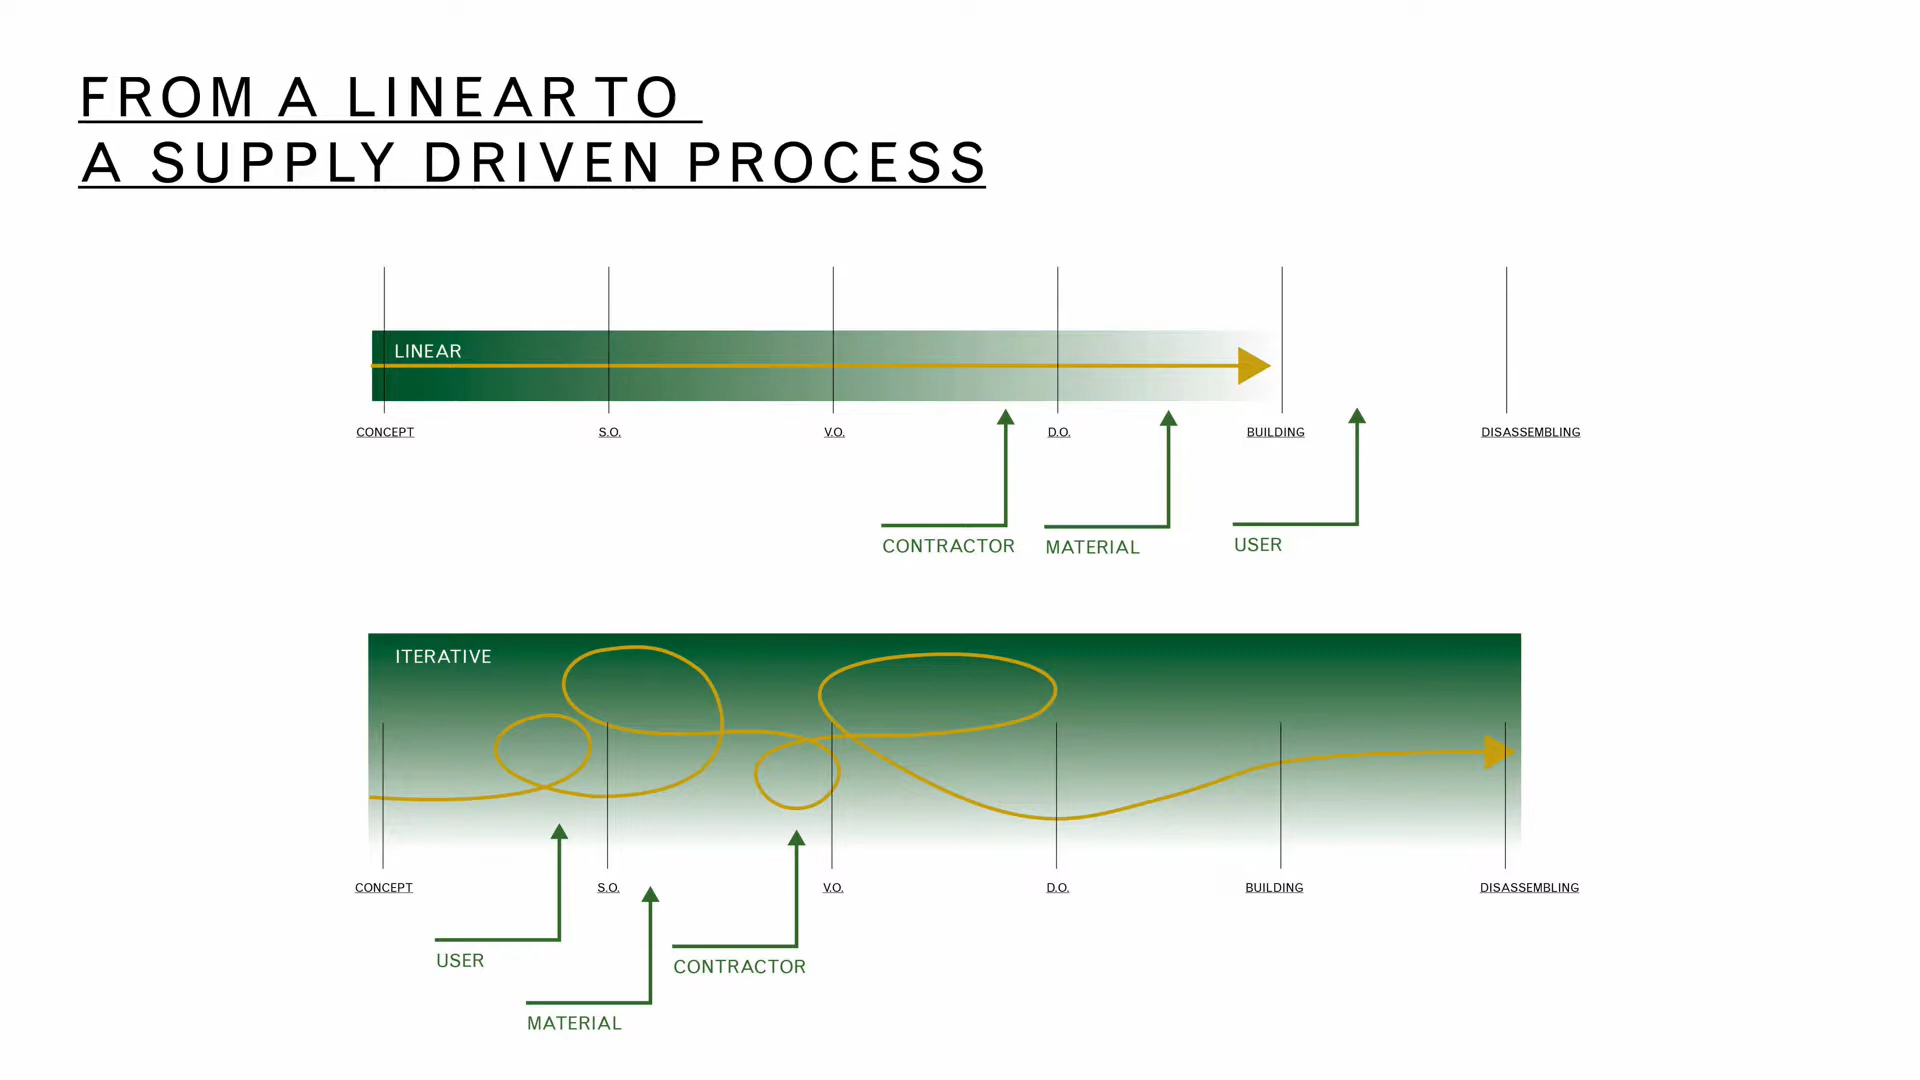 FROM A LINEAR TO
A SUPPLY DRIVEN PROCESS
LINEAR
CONCEPT
S.O.
V.O.
D.O.
BUILDING
DISASSEMBLING
CONTRACTOR
MATERIAL
USER
ITERATIVE
CONCEPT
S.O.
V.O.
D.O.
BUILDING
DISASSEMBLING
USER
CONTRACTOR
MATERIAL